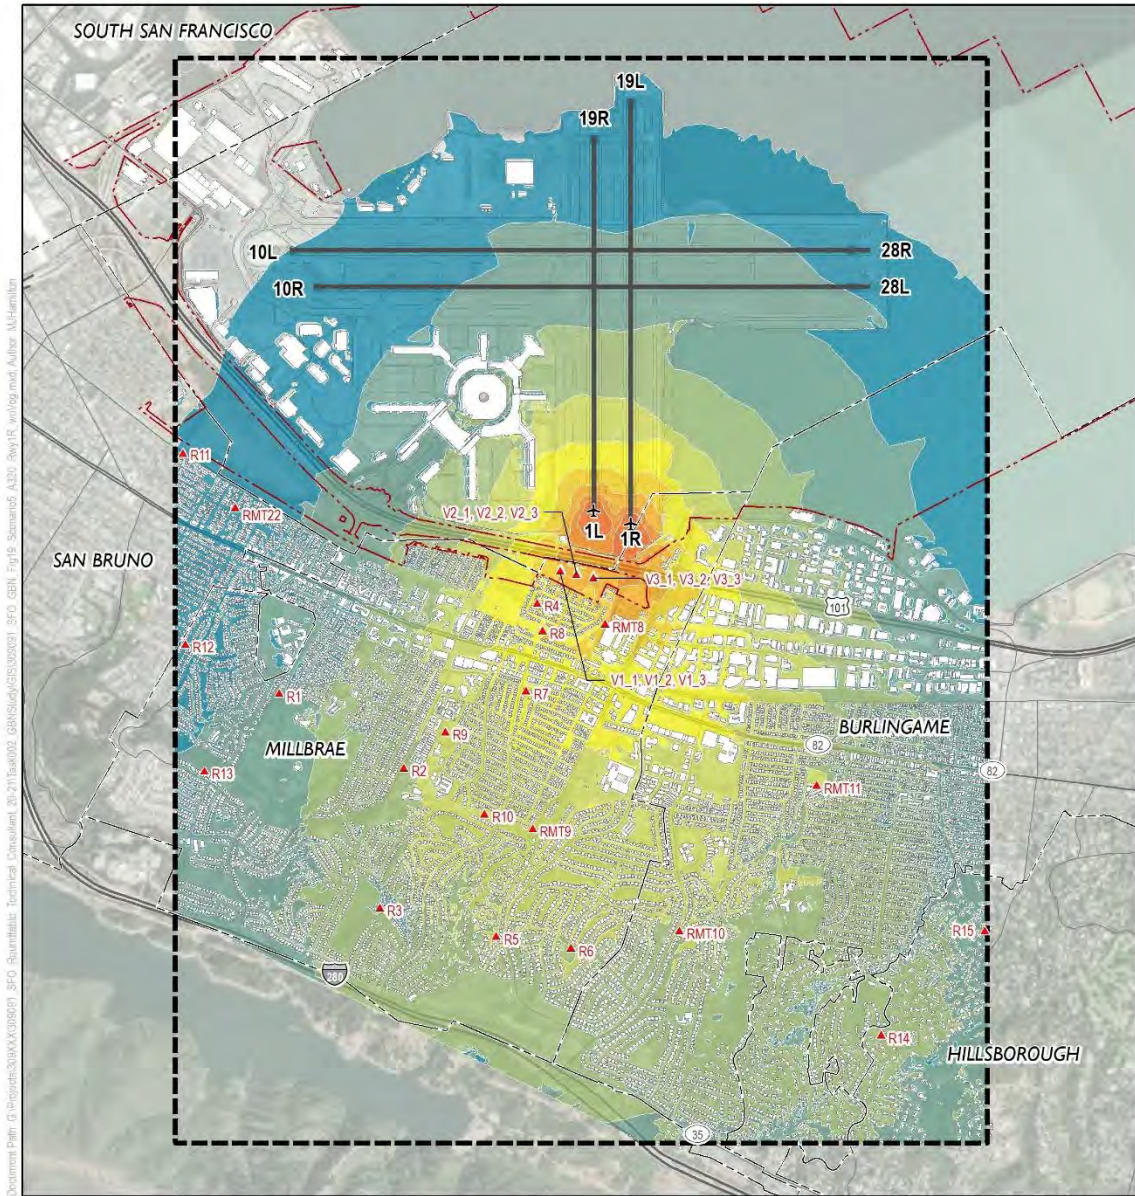 SOUTH SAN FRANCISCO
19L
19R
10L
28R
10R
28L
R11
RMT22
V2_1, V2_2, V2_3
1L
1R
SAN BRUNO
V3_1, V3_2, V3_3
R4
101
RMT8
R8
R12
V1_1, V1_2, V1_3
R1
R7
BURLINGAME
R9
82
MILLBRAE
R2
R13
82
RMT11
R10
RMT9
R3
RMT10
R15
R5
R6
280
R14
HILLSBOROUGH
35